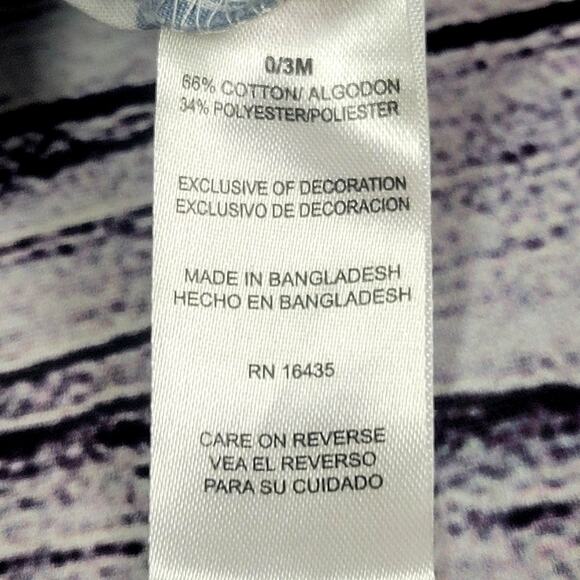 0/3M
66% COTTON/ ALGODON
34% POLYESTER/POLIESTER
EXCLUSIVE OF DECORATION
EXCLUSIVO DE DECORACION
MADE IN BANGLADESH
HECHO EN BANGLADESH
RN 16435
CARE ON REVERSE
VEA EL REVERSO
PARA SU CUIDADO